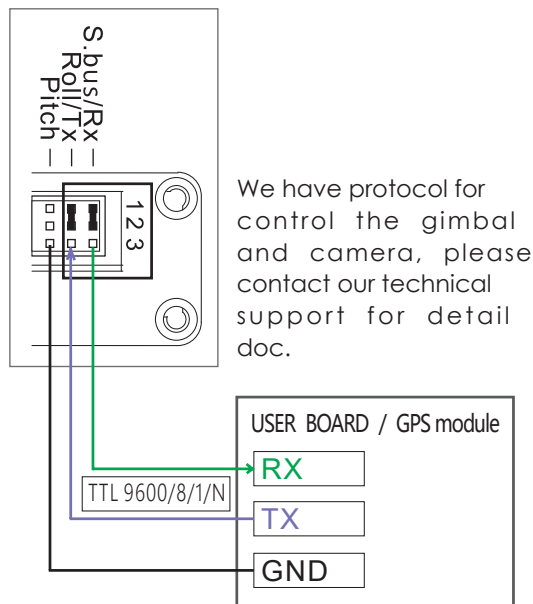 S.bus/Rx
Roll/Tx
Pitch
1 2 3
We have protocol for
control the gimbal
and camera, please
contact our technical
support for detail
doc.
USER BOARD / GPS module
RX
TTL 9600/8/1/N
TX
GND